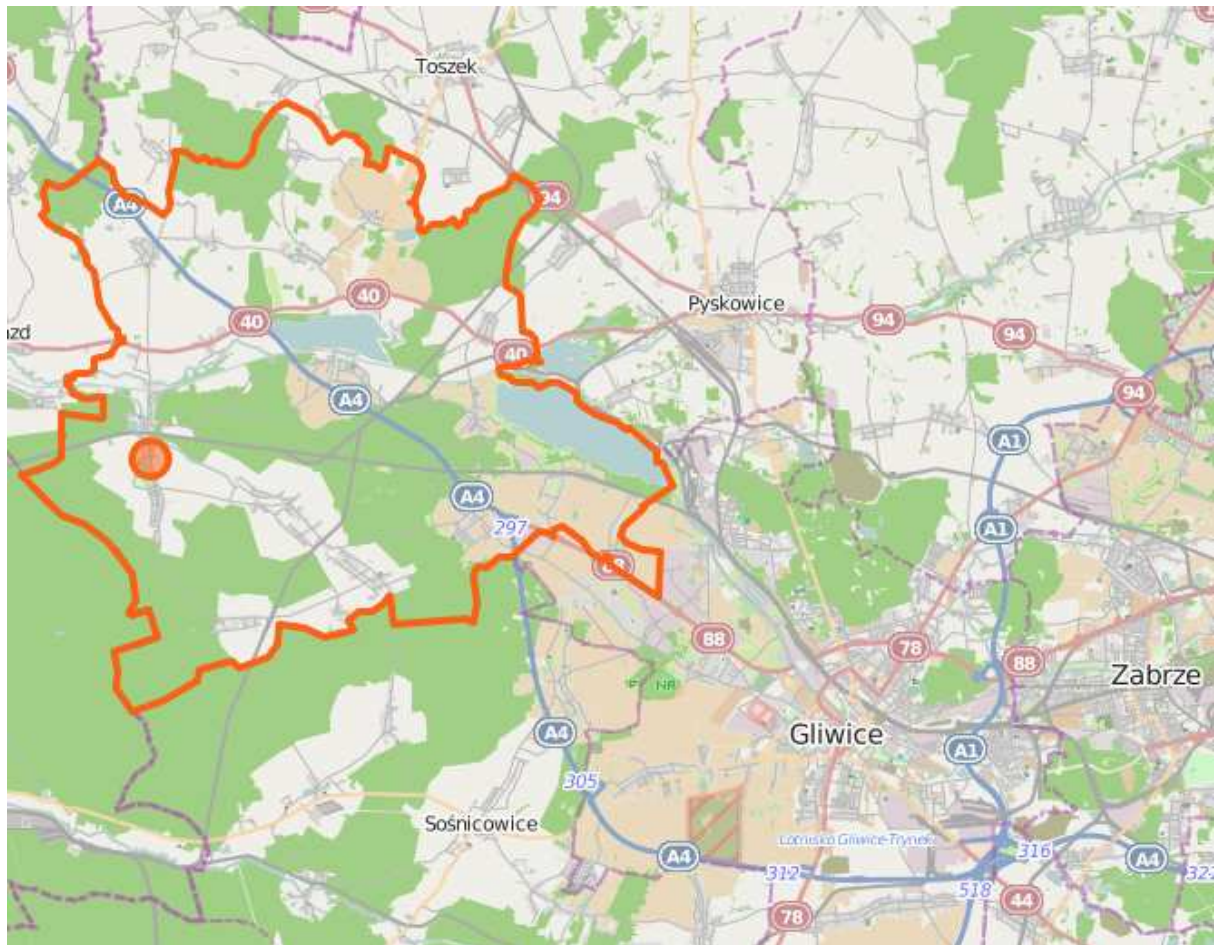 Toszek
A4
94
40
40
Pyskowice
94
94
zd
40
A4
94
A1
A4
297
A1
88
88
78
88
Zabrze
Gliwice
A4
A1
305
Sośnicowice
Lotnisko Gliwice-Trynek
316
A4
A4
312
518
44
78